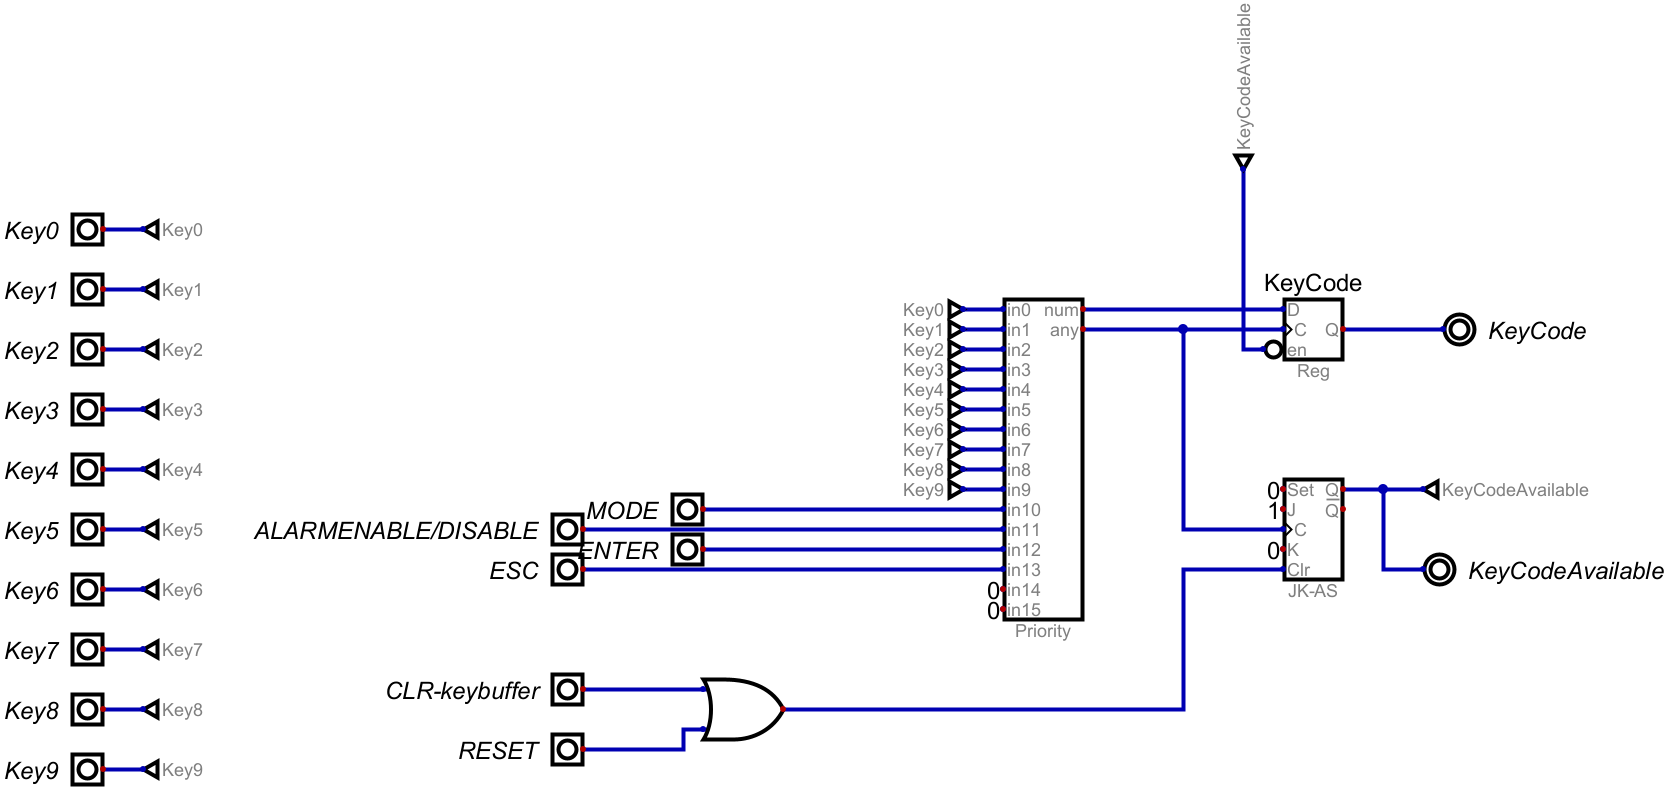 KeyCodeAvailable
Key0 Key0
Key1 Key1
Key2 Key2
Key3 Key3
Key4 Key4
Key5 Key5
Key6 Key6
Key7 Key7
Key8 Key8
Key9 Key9
MODE
ALARMENABLE/DISABLE
ENTER
ESC
CLR-keybuffer
RESET
Key0 in0 num
Key1 in1 any
Key2 in2
Key3 in3
Key4 in4
Key5 in5
Key6 in6
Key7 in7
Key8 in8
Key9 in9
in10
in11
in12
in13
0 in14
0 in15
Priority
KeyCode
D
C Q
en
Reg
KeyCode
0 Set Q
1 J Q
C
0 K
Clr
JK-AS
KeyCodeAvailable
KeyCodeAvailable